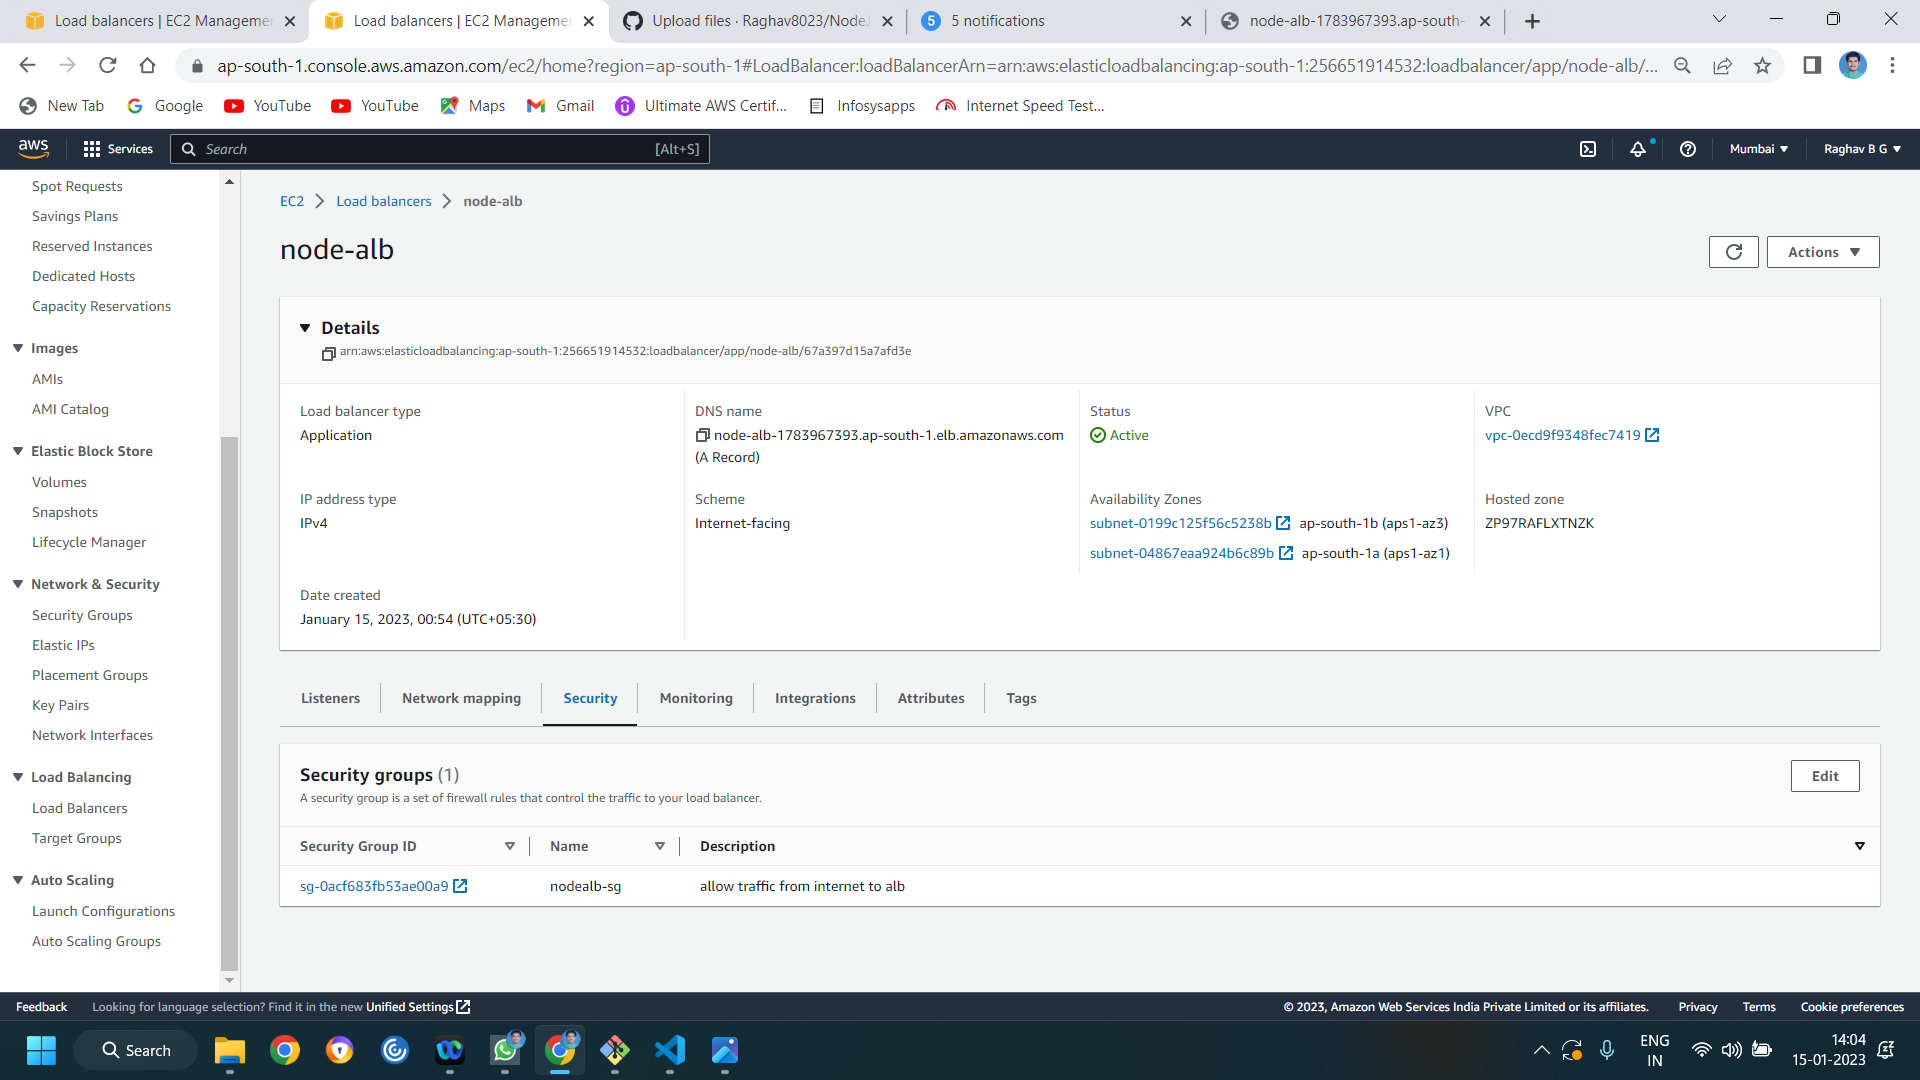 Load balancers | EC2 Managemen
Load balancers | EC2 Managemen
Upload files · Raghav8023/NodeJ
5
5 notifications
node-alb-1783967393.ap-south-
ap-south-1.console.aws.amazon.com/ec2/home?region=ap-south-1#LoadBalancer:loadBalancerArn=arn:aws:elasticloadbalancing:ap-south-1:256651914532:loadbalancer/app/node-alb/...
New Tab
Google
YouTube
YouTube
Maps
Gmail
Ultimate AWS Certif...
Infosysapps
Internet Speed Test...
aws
Services
Search
[Alt+S]
Mumbai
Raghav B G
Spot Requests
Savings Plans
Reserved Instances
Dedicated Hosts
Capacity Reservations
Images
AMIs
AMI Catalog
Elastic Block Store
Volumes
Snapshots
Lifecycle Manager
Network & Security
Security Groups
Elastic IPs
Placement Groups
Key Pairs
Network Interfaces
Load Balancing
Load Balancers
Target Groups
Auto Scaling
Launch Configurations
Auto Scaling Groups
EC2
Load balancers
node-alb
node-alb
Actions
Details
arn:aws:elasticloadbalancing:ap-south-1:256651914532:loadbalancer/app/node-alb/67a397d15a7afd3e
Load balancer type
Application
DNS name
node-alb-1783967393.ap-south-1.elb.amazonaws.com
(A Record)
Status
Active
VPC
vpc-0ecd9f9348fec7419
IP address type
IPv4
Scheme
Internet-facing
Availability Zones
subnet-0199c125f56c5238b ap-south-1b (aps1-az3)
subnet-04867eaa924b6c89b ap-south-1a (aps1-az1)
Hosted zone
ZP97RAFLXTNZK
Date created
January 15, 2023, 00:54 (UTC+05:30)
Listeners
Network mapping
Security
Monitoring
Integrations
Attributes
Tags
Security groups (1)
A security group is a set of firewall rules that control the traffic to your load balancer.
Edit
Security Group ID
Name
Description
sg-0acf683fb53ae00a9
nodealb-sg
allow traffic from internet to alb
Feedback
Looking for language selection? Find it in the new Unified Settings
© 2023, Amazon Web Services India Private Limited or its affiliates.
Privacy
Terms
Cookie preferences
Search
ENG
IN
14:04
15-01-2023